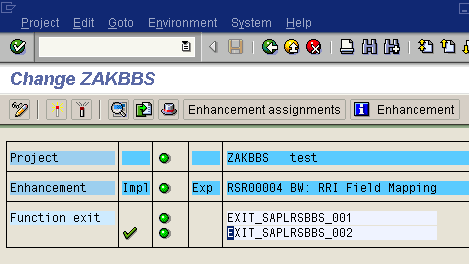 Project Edit Goto Environment System Help
Change ZAKBBS
Enhancement assignments Enhancement
Project ZAKBBS test
Enhancement Impl Exp RSR00004 BW: RRI Field Mapping
Function exit EXIT_SAPLRSBBS_001
EXIT_SAPLRSBBS_002